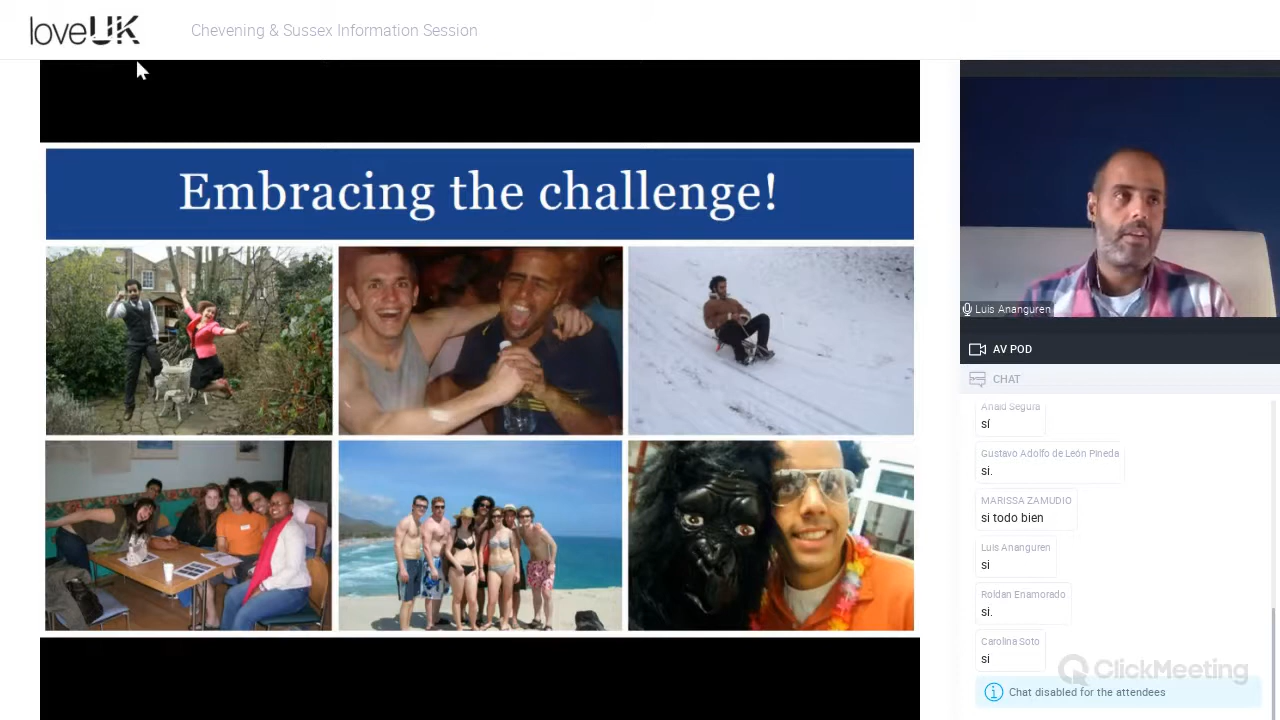 loveUK
Chevening & Sussex Information Session
Embracing the challenge!
Luis Ananguren
AV POD
CHAT
Anaid Segura
sí
Gustavo Adolfo de León Pineda
si.
MARISSA ZAMUDIO
si todo bien
Luis Ananguren
si
Roldan Enamorado
si.
Carolina Soto
si
ClickMeeting
Chat disabled for the attendees